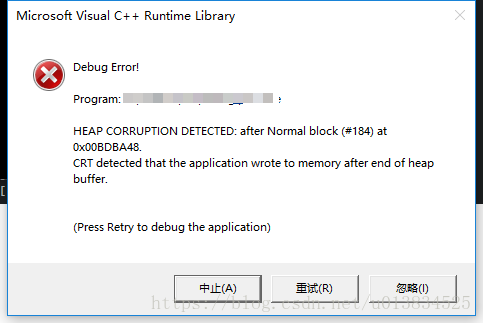 Microsoft Visual C++ Runtime Library
Debug Error!
Program:
HEAP CORRUPTION DETECTED: after Normal block (#184) at
0x00BDBA48.
CRT detected that the application wrote to memory after end of heap
buffer.
(Press Retry to debug the application)
中止(A) 重试(R) 忽略(I)
https://blog.csdn.net/u013834525